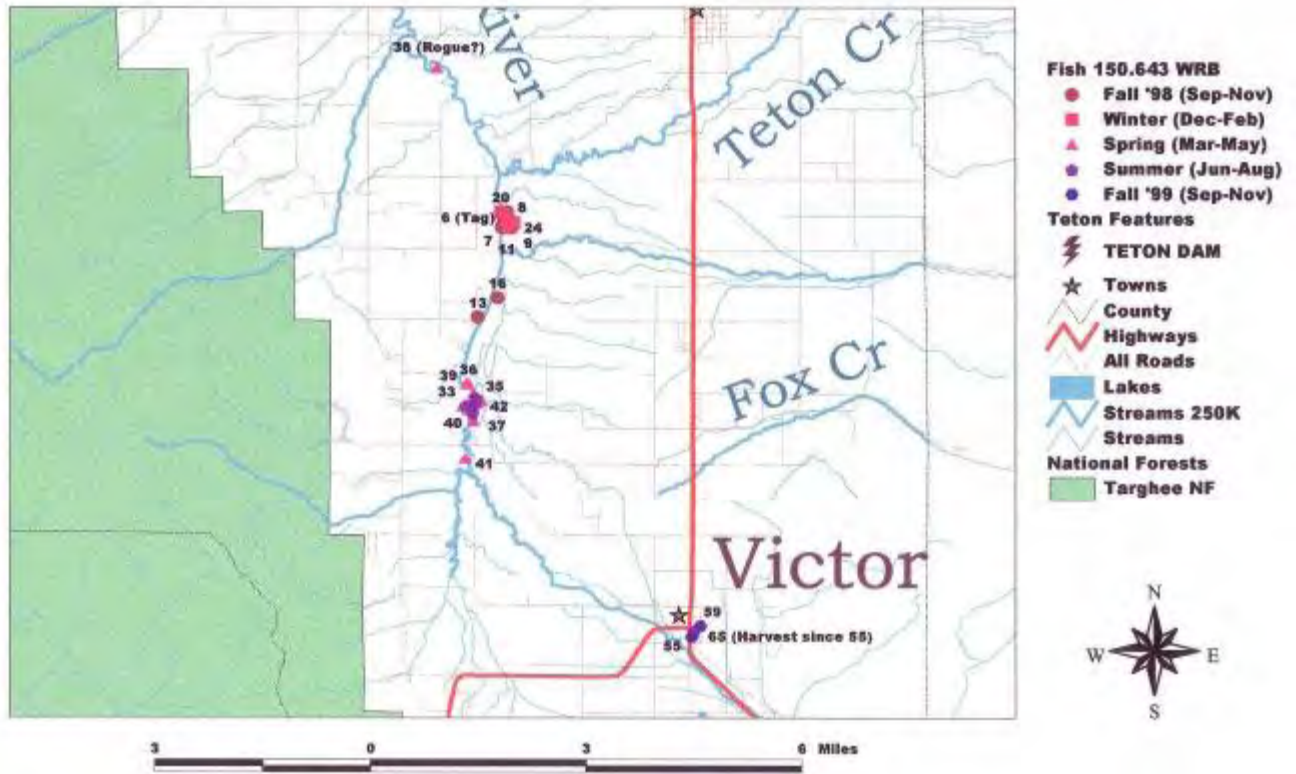 River
38 (Rogue?)
Teton Cr
20
8
6 (Tag)
24
7
11
9
16
13
36
39
35
33
42
40
37
41
Fox Cr
Victor
59
65 (Harvest since 55)
55
Fish 150.643 WRB
Fall '98 (Sep-Nov)
Winter (Dec-Feb)
Spring (Mar-May)
Summer (Jun-Aug)
Fall '99 (Sep-Nov)
Teton Features
TETON DAM
Towns
County
Highways
All Roads
Lakes
Streams 250K
Streams
National Forests
Targhee NF
N
W
E
S
3
0
3
6 Miles